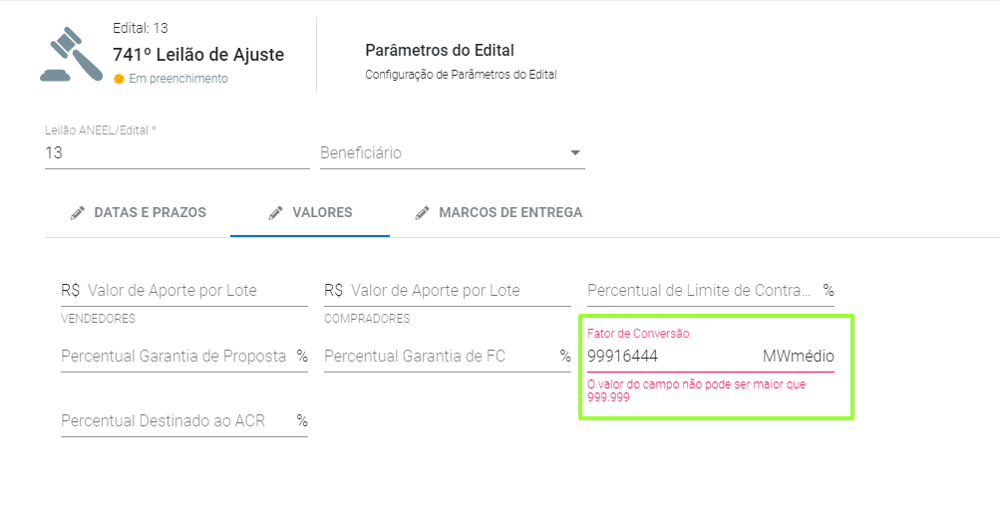 Edital: 13
741º Leilão de Ajuste
Em preenchimento
Parâmetros do Edital
Configuração de Parâmetros do Edital
Leilão ANEEL/Edital *
13
Beneficiário
DATAS E PRAZOS
VALORES
MARCOS DE ENTREGA
R$ Valor de Aporte por Lote
VENDEDORES
R$ Valor de Aporte por Lote
COMPRADORES
Percentual de Limite de Contra... %
Percentual Garantia de Proposta %
Percentual Garantia de FC %
Fator de Conversão
99916444 MWmédio
O valor do campo não pode ser maior que
999.999
Percentual Destinado ao ACR %